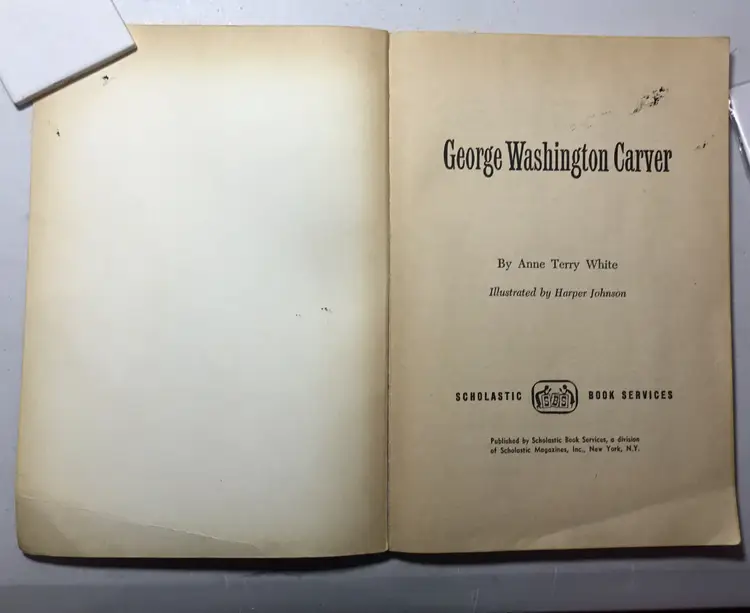 George Washington Carver
By Anne Terry White
Illustrated by Harper Johnson
SCHOLASTIC SBS BOOK SERVICES
Published by Scholastic Book Services, a division
of Scholastic Magazines, Inc., New York, N.Y.